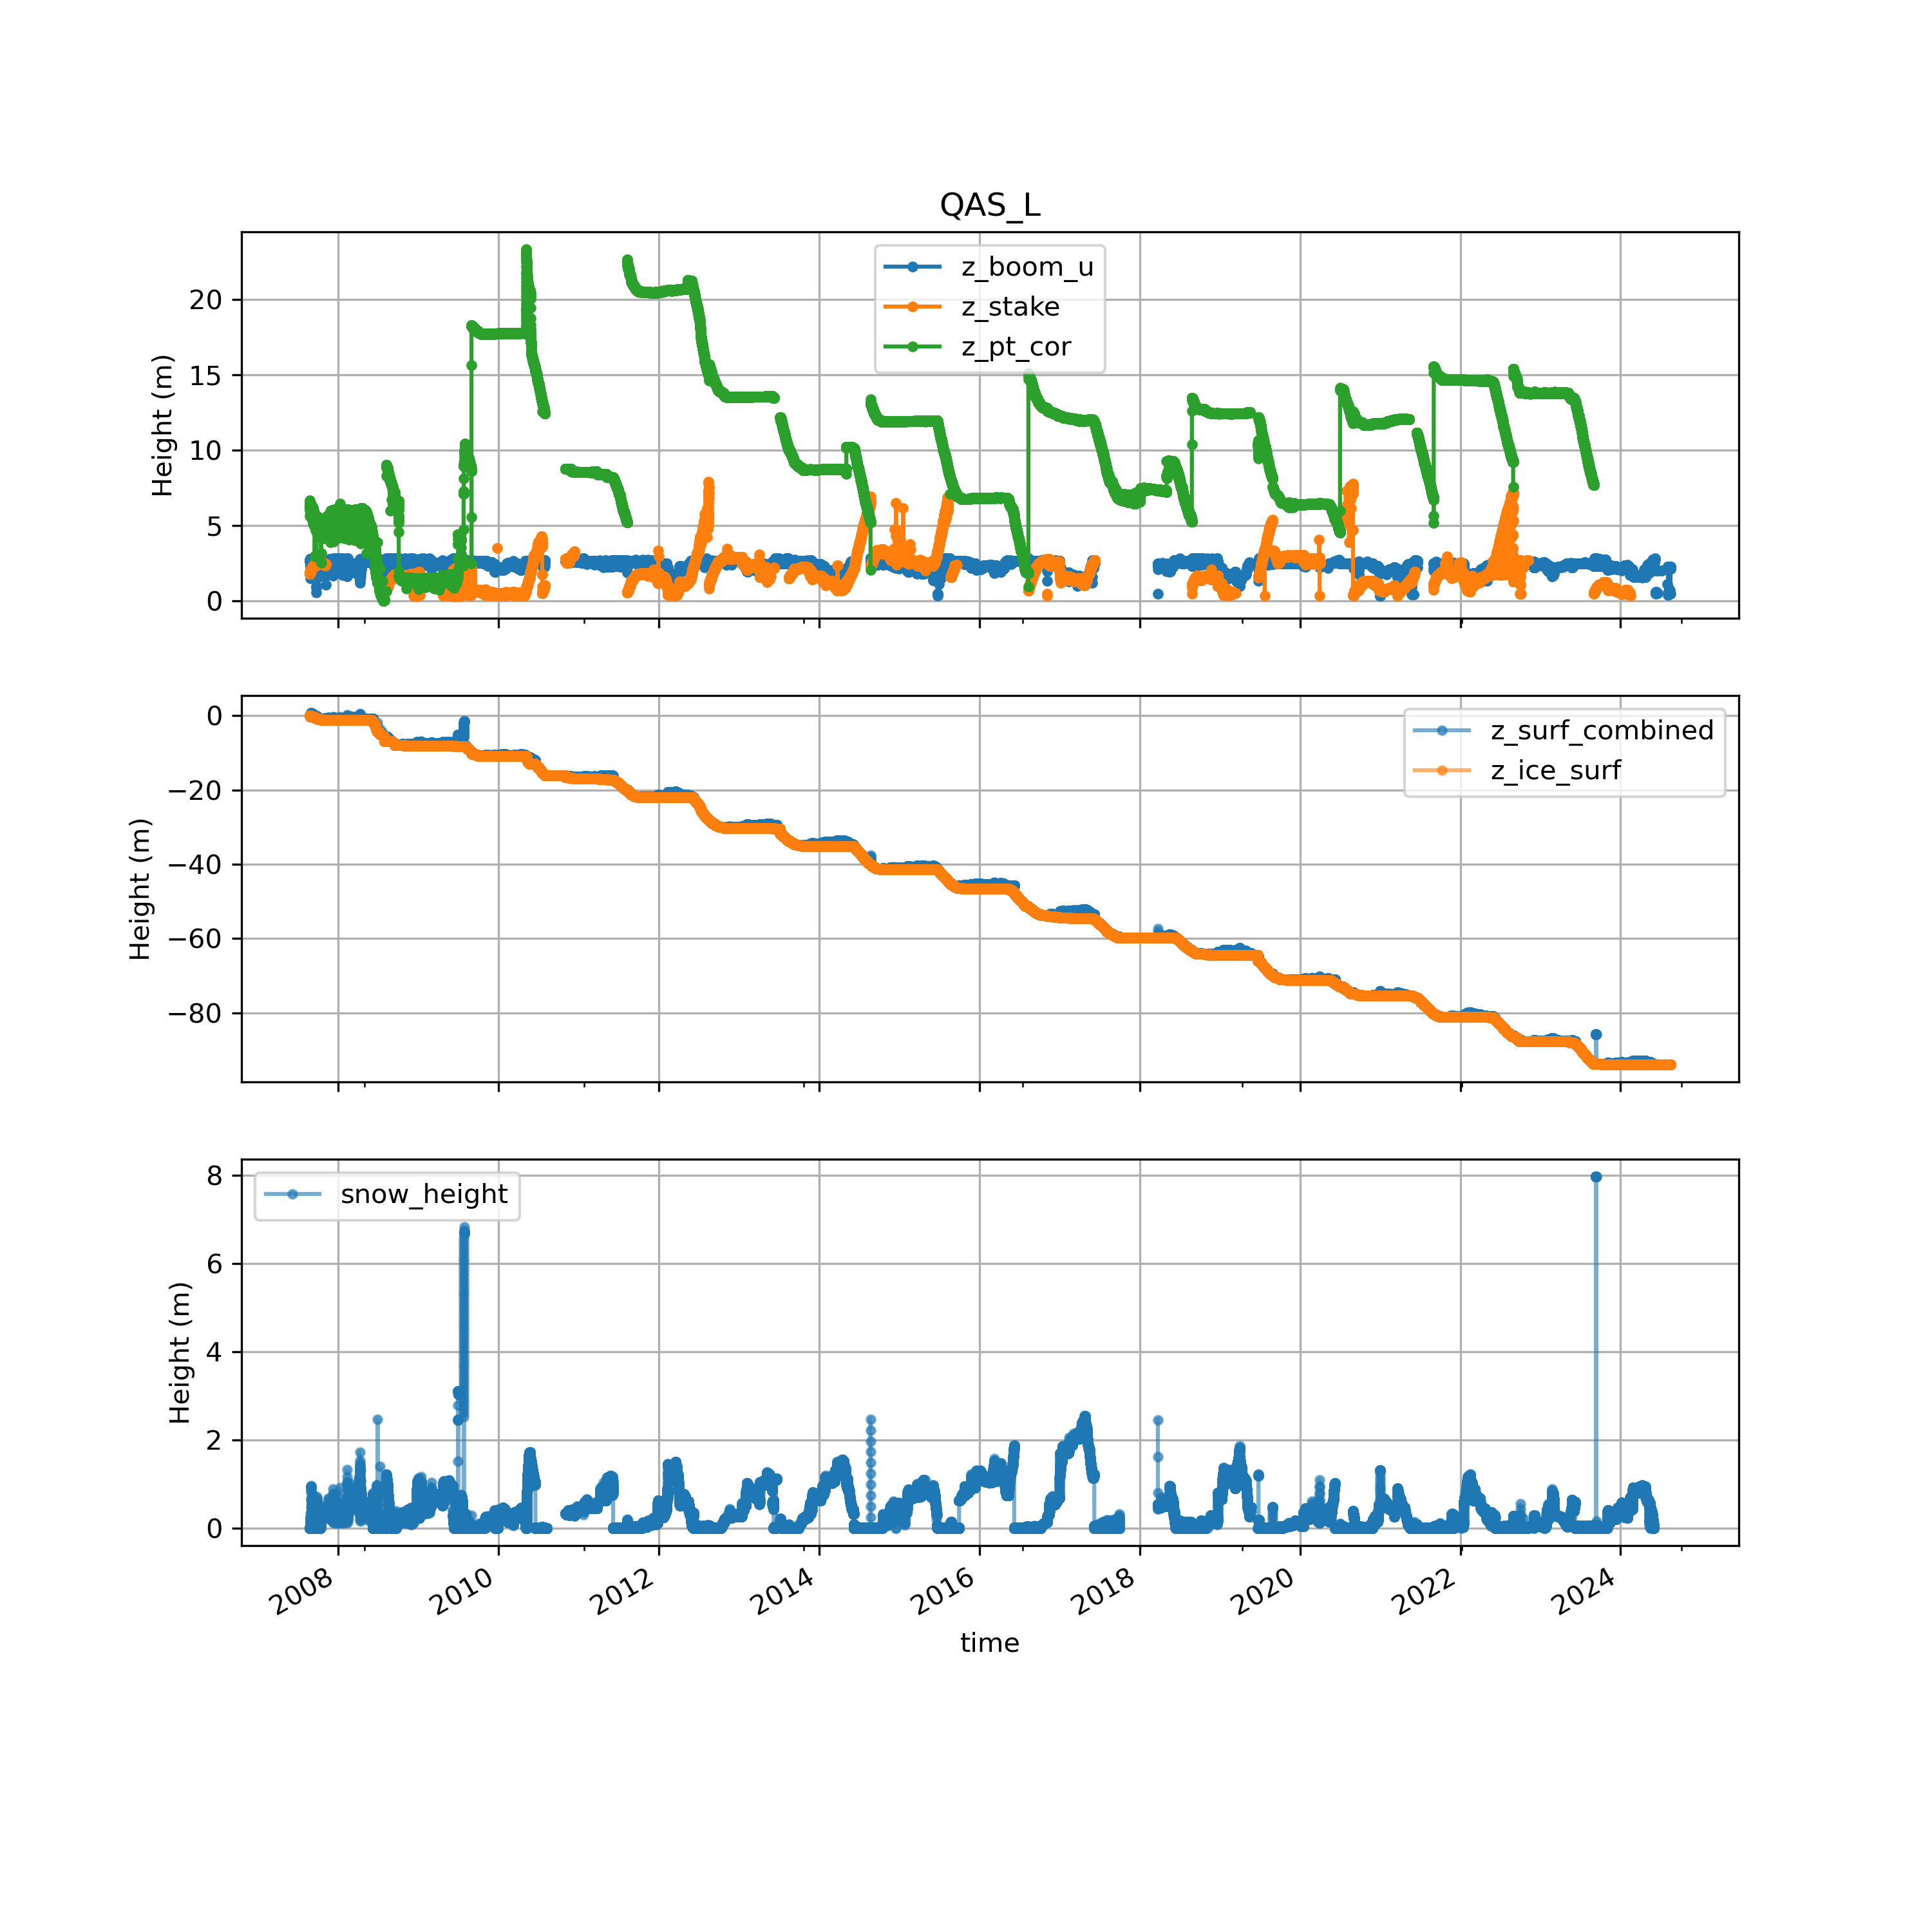 QAS_L
Height (m)
20
15
10
5
0
z_boom_u
z_stake
z_pt_cor
Height (m)
0
−20
−40
−60
−80
z_surf_combined
z_ice_surf
Height (m)
8
6
4
2
0
snow_height
2008 2010 2012 2014 2016 2018 2020 2022 2024
time